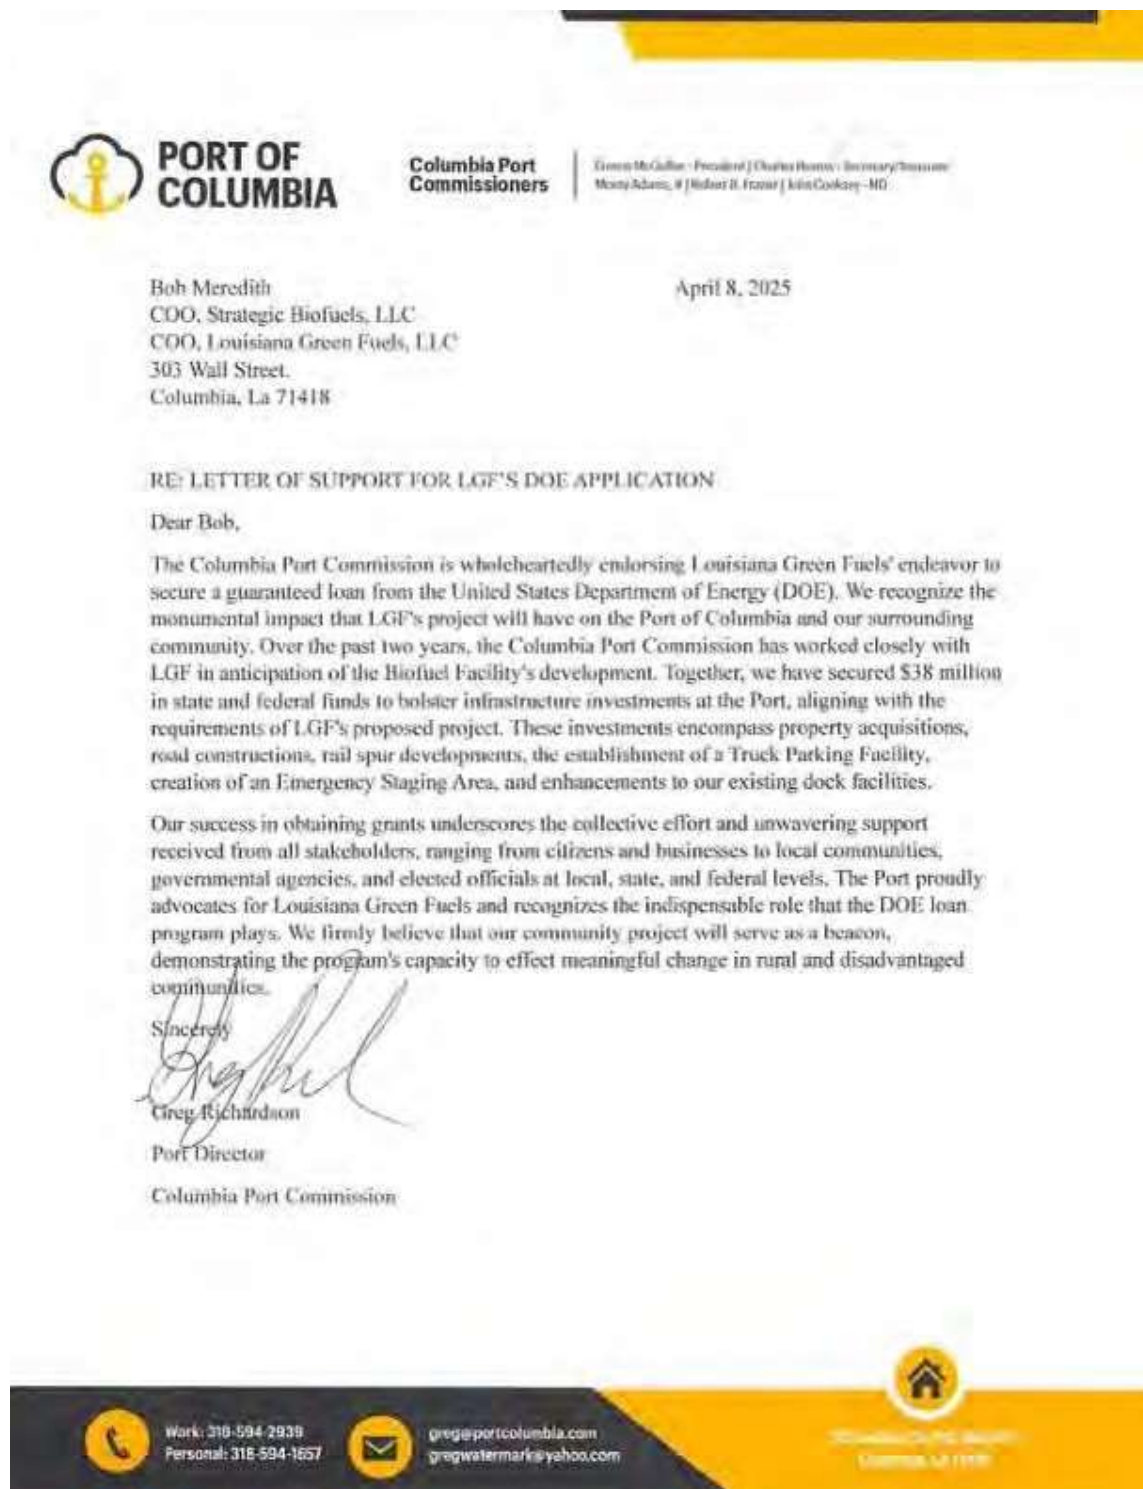 PORT OF
COLUMBIA
Columbia Port
Commissioners
President | Charles - Secretary/Treasurer
Monty Adams, | Robert B. Frazier | John Cooksey - MD
Bob Meredith
April 8, 2025
COO, Strategic Biofuels, LLC
COO, Louisiana Green Fuels, LLC
303 Wall Street.
Columbia, La 71418
RE: LETTER OF SUPPORT FOR LGF'S DOE APPLICATION
Dear Bob,
The Columbia Port Commission is wholeheartedly endorsing Louisiana Green Fuels' endeavor to
secure a guaranteed loan from the United States Department of Energy (DOE). We recognize the
monumental impact that LGF's project will have on the Port of Columbia and our surrounding
community. Over the past two years, the Columbia Port Commission has worked closely with
LGF in anticipation of the Biofuel Facility's development. Together, we have secured $38 million
in state and federal funds to bolster infrastructure investments at the Port, aligning with the
requirements of LGF's proposed project. These investments encompass property acquisitions,
road constructions, rail spur developments, the establishment of a Truck Parking Facility,
creation of an Emergency Staging Area, and enhancements to our existing dock facilities.
Our success in obtaining grants underscores the collective effort and unwavering support
received from all stakeholders, ranging from citizens and businesses to local communities,
governmental agencies, and elected officials at local, state, and federal levels. The Port proudly
advocates for Louisiana Green Fuels and recognizes the indispensable role that the DOE loan
program plays. We firmly believe that our community project will serve as a beacon,
demonstrating the program's capacity to effect meaningful change in rural and disadvantaged
communities.
Sincerely
Greg Richardson
Port Director
Columbia Port Commission
Work: 318-594-2939
Personal: 318-594-1657
greg@portcolumbia.com
gregwatermark@yahoo.com